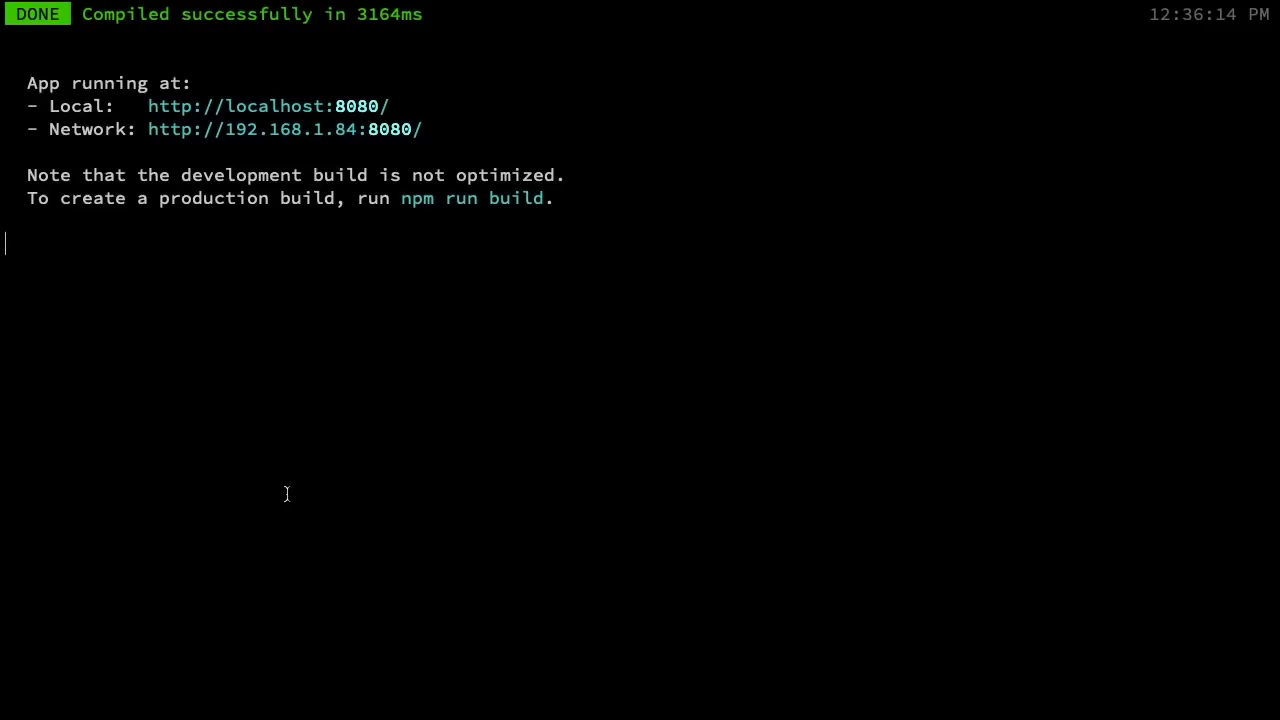 DONE Compiled successfully in 3164ms 12:36:14 PM
App running at:
- Local: http://localhost:8080/
- Network: http://192.168.1.84:8080/
Note that the development build is not optimized.
To create a production build, run npm run build.